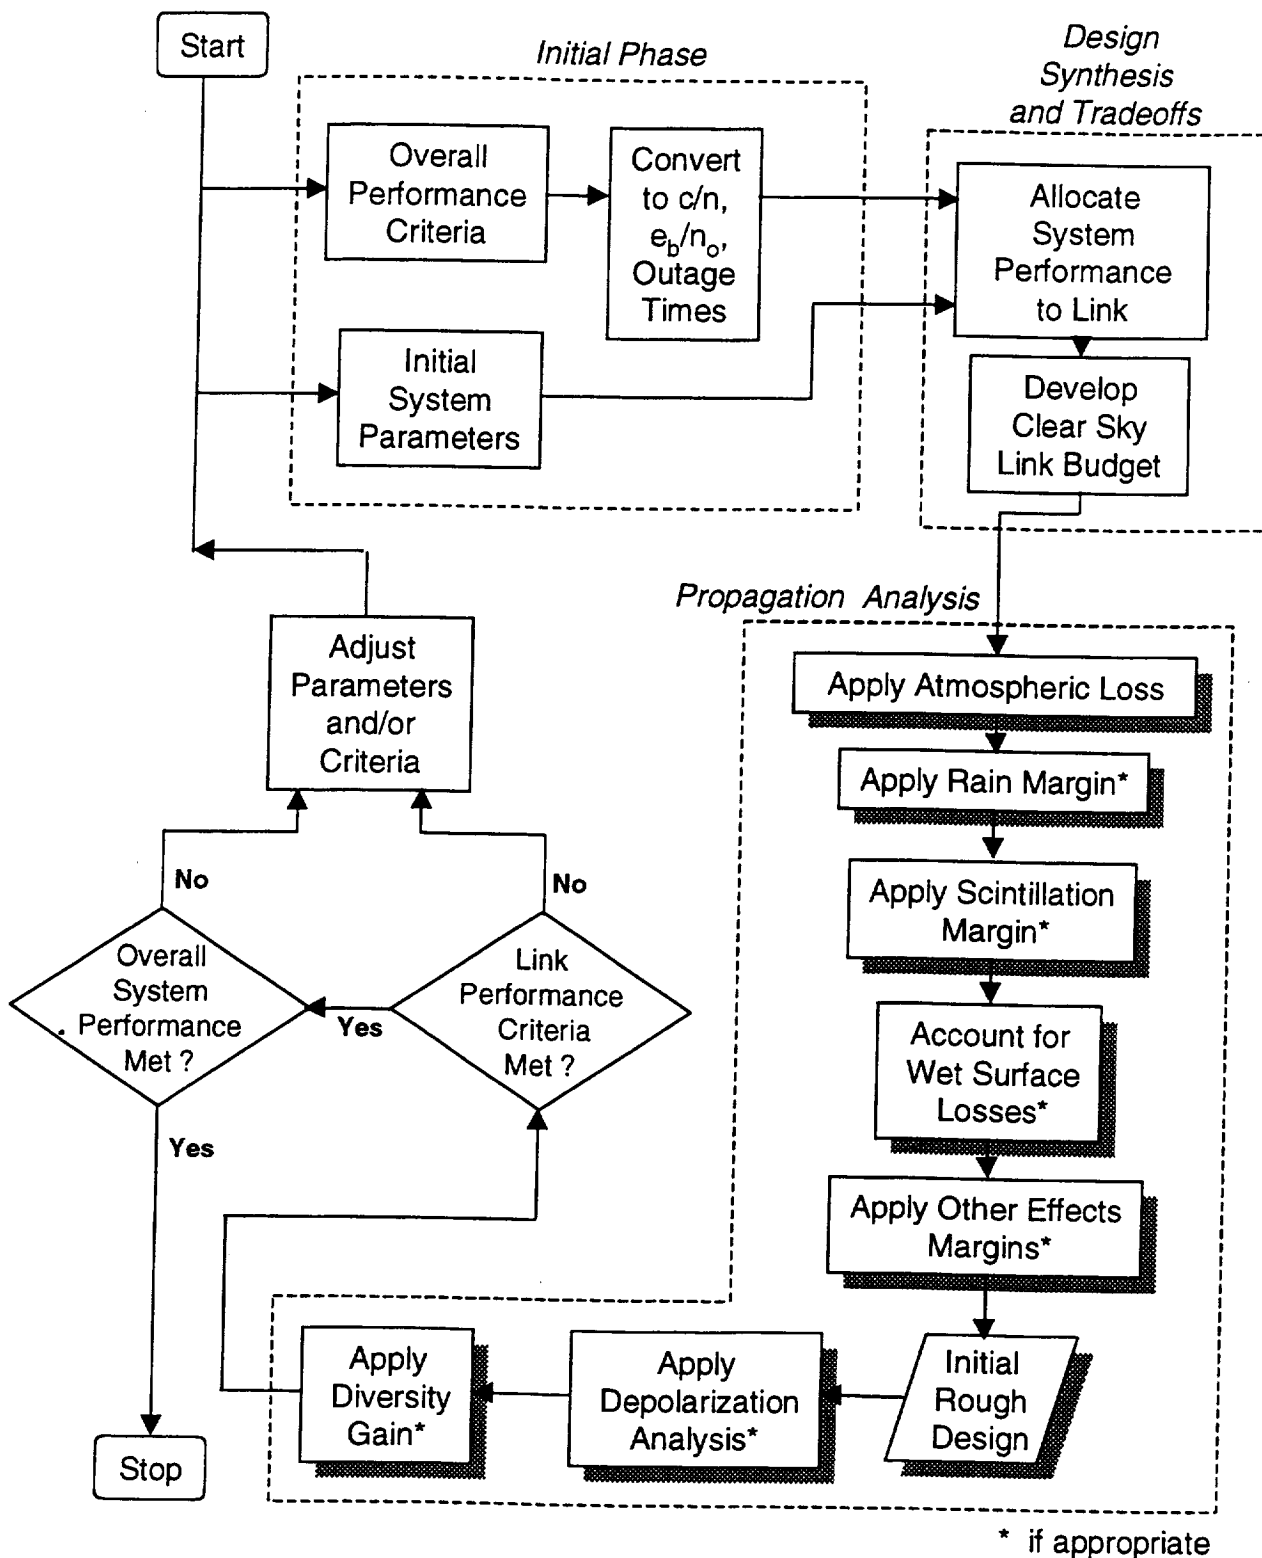 Start
Initial Phase
Design
Synthesis
and Tradeoffs
Overall
Performance
Criteria
Convert
to c/n,
e_b/n_o,
Outage
Times
Allocate
System
Performance
to Link
Initial
System
Parameters
Develop
Clear Sky
Link Budget
Propagation Analysis
Adjust
Parameters
and/or
Criteria
Apply Atmospheric Loss
Apply Rain Margin*
Apply Scintillation
Margin*
Account for
Wet Surface
Losses*
Apply Other Effects
Margins*
Initial
Rough
Design
Apply
Depolarization
Analysis*
Apply
Diversity
Gain*
No
No
Link
Performance
Criteria
Met ?
Yes
Overall
System
Performance
Met ?
Yes
Stop
* if appropriate